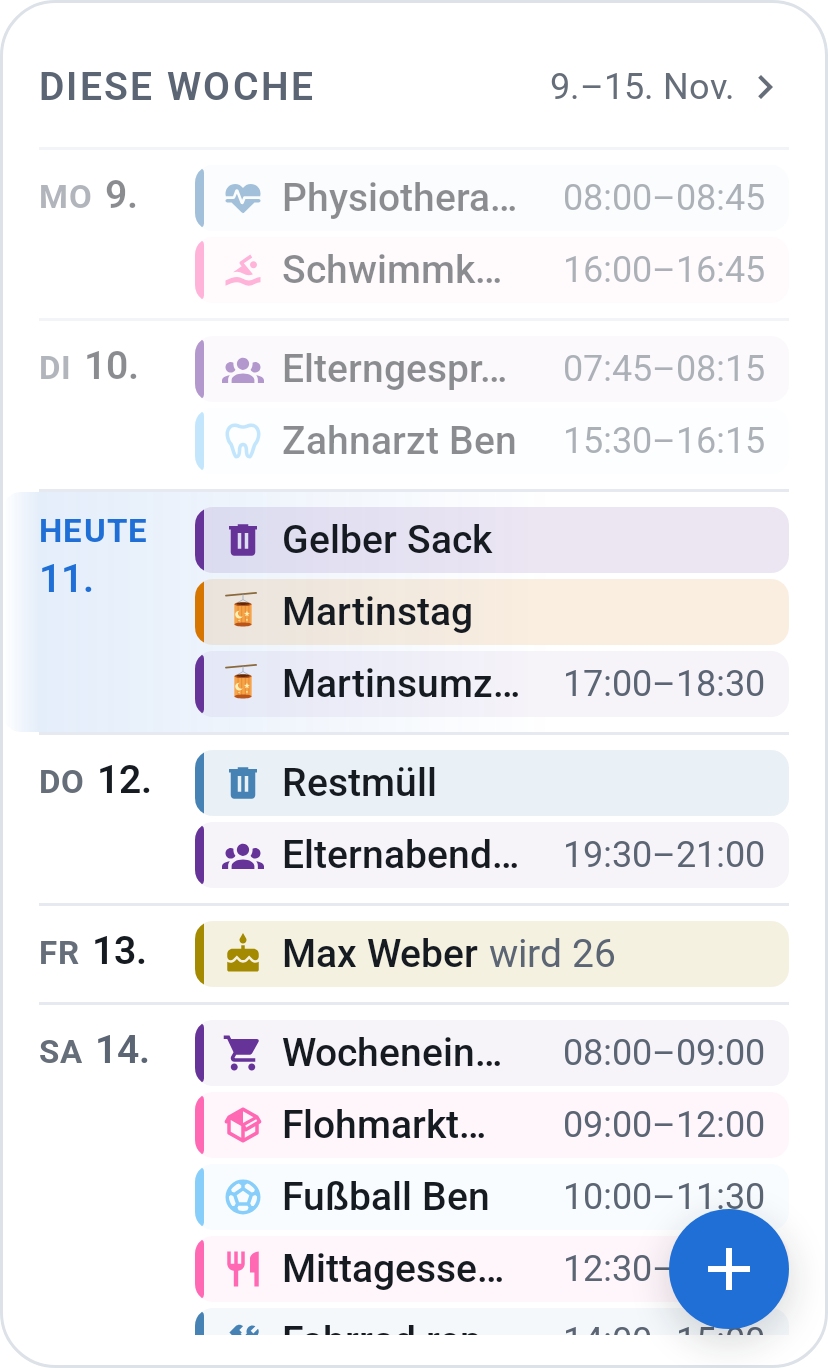 DIESE WOCHE 9.–15. Nov.
MO 9. Physiothera… 08:00–08:45
Schwimmk… 16:00–16:45
DI 10. Elterngespr… 07:45–08:15
Zahnarzt Ben 15:30–16:15
HEUTE Gelber Sack
11.
Martinstag
Martinsumz… 17:00–18:30
DO 12. Restmüll
Elternabend… 19:30–21:00
FR 13. Max Weber wird 26
SA 14. Wochenein… 08:00–09:00
Flohmarkt… 09:00–12:00
Fußball Ben 10:00–11:30
Mittagesse… 12:30–